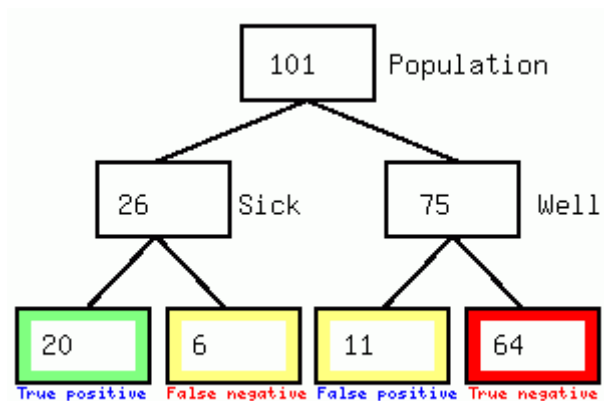 101 Population
26 Sick 75 Well
20 6 11 64
True positive False negative False positive True negative